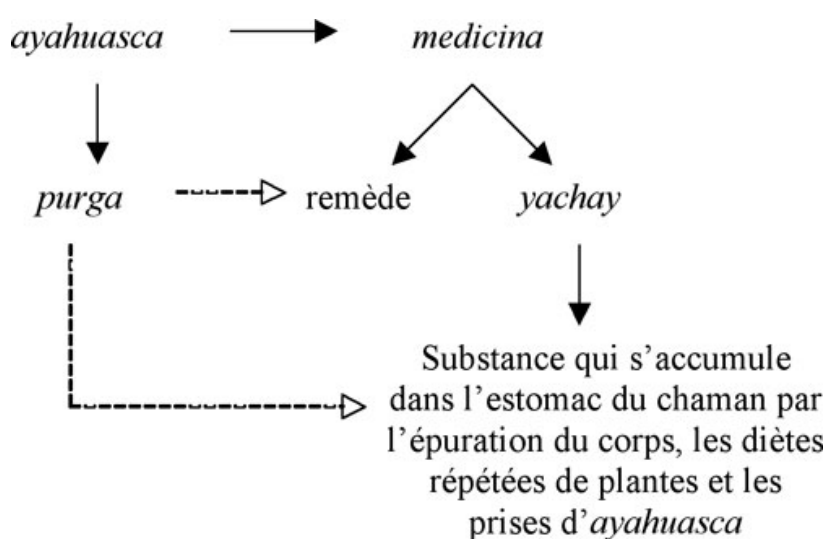 ayahuasca medicina
purga remède yachay
Substance qui s’accumule
dans l’estomac du chaman par
l’épuration du corps, les diètes
répétées de plantes et les
prises d’ayahuasca